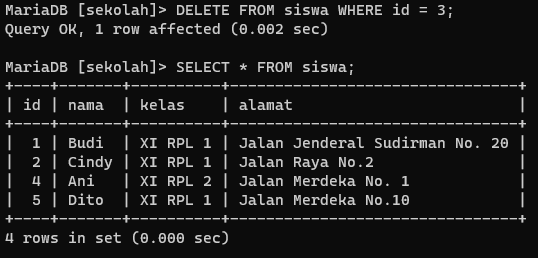 MariaDB [sekolah]> DELETE FROM siswa WHERE id = 3;
Query OK, 1 row affected (0.002 sec)

MariaDB [sekolah]> SELECT * FROM siswa;
+----+-------+----------+-------------------------------+
| id | nama  | kelas    | alamat                        |
+----+-------+----------+-------------------------------+
|  1 | Budi  | XI RPL 1 | Jalan Jenderal Sudirman No. 20 |
|  2 | Cindy | XI RPL 1 | Jalan Raya No.2               |
|  4 | Ani   | XI RPL 2 | Jalan Merdeka No. 1           |
|  5 | Dito  | XI RPL 1 | Jalan Merdeka No.10           |
+----+-------+----------+-------------------------------+
4 rows in set (0.000 sec)